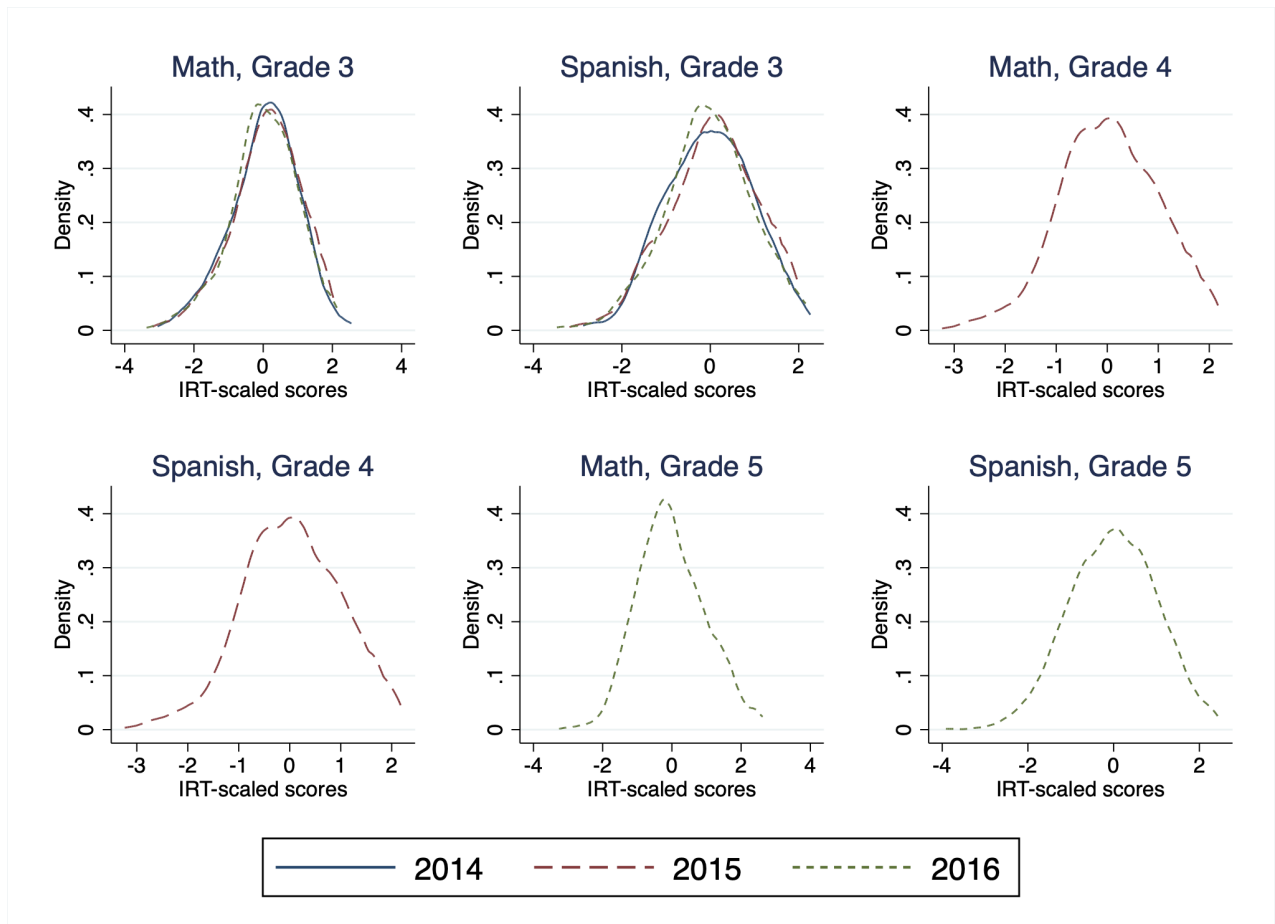 Math, Grade 3
Density
0 .1 .2 .3 .4
-4 -2 0 2 4
IRT-scaled scores
Spanish, Grade 3
Density
0 .1 .2 .3 .4
-4 -2 0 2
IRT-scaled scores
Math, Grade 4
Density
0 .1 .2 .3 .4
-3 -2 -1 0 1 2
IRT-scaled scores
Spanish, Grade 4
Density
0 .1 .2 .3 .4
-3 -2 -1 0 1 2
IRT-scaled scores
Math, Grade 5
Density
0 .1 .2 .3 .4
-4 -2 0 2 4
IRT-scaled scores
Spanish, Grade 5
Density
0 .1 .2 .3 .4
-4 -2 0 2
IRT-scaled scores
2014 2015 2016